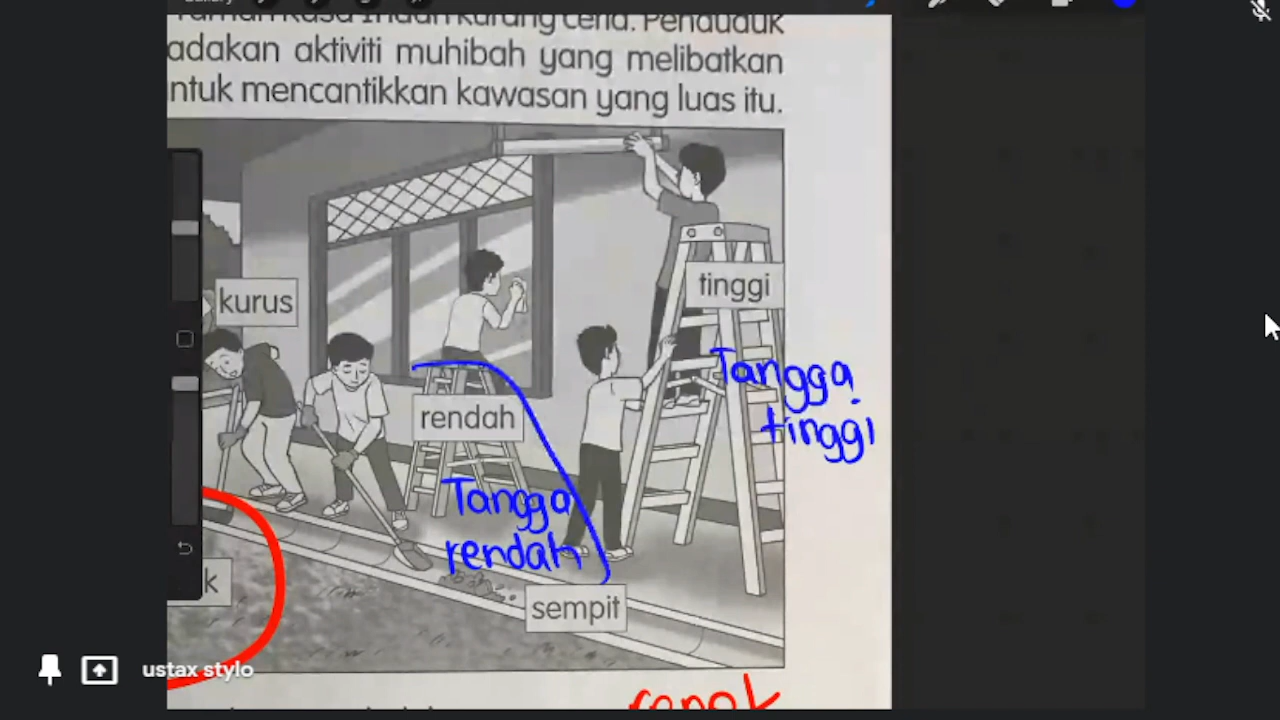 adakan aktiviti muhibah yang melibatkan
ntuk mencantikkan kawasan yang luas itu.
tinggi
kurus
Tangga
tinggi
rendah
Tangga
rendah
k
sempit
ustax stylo